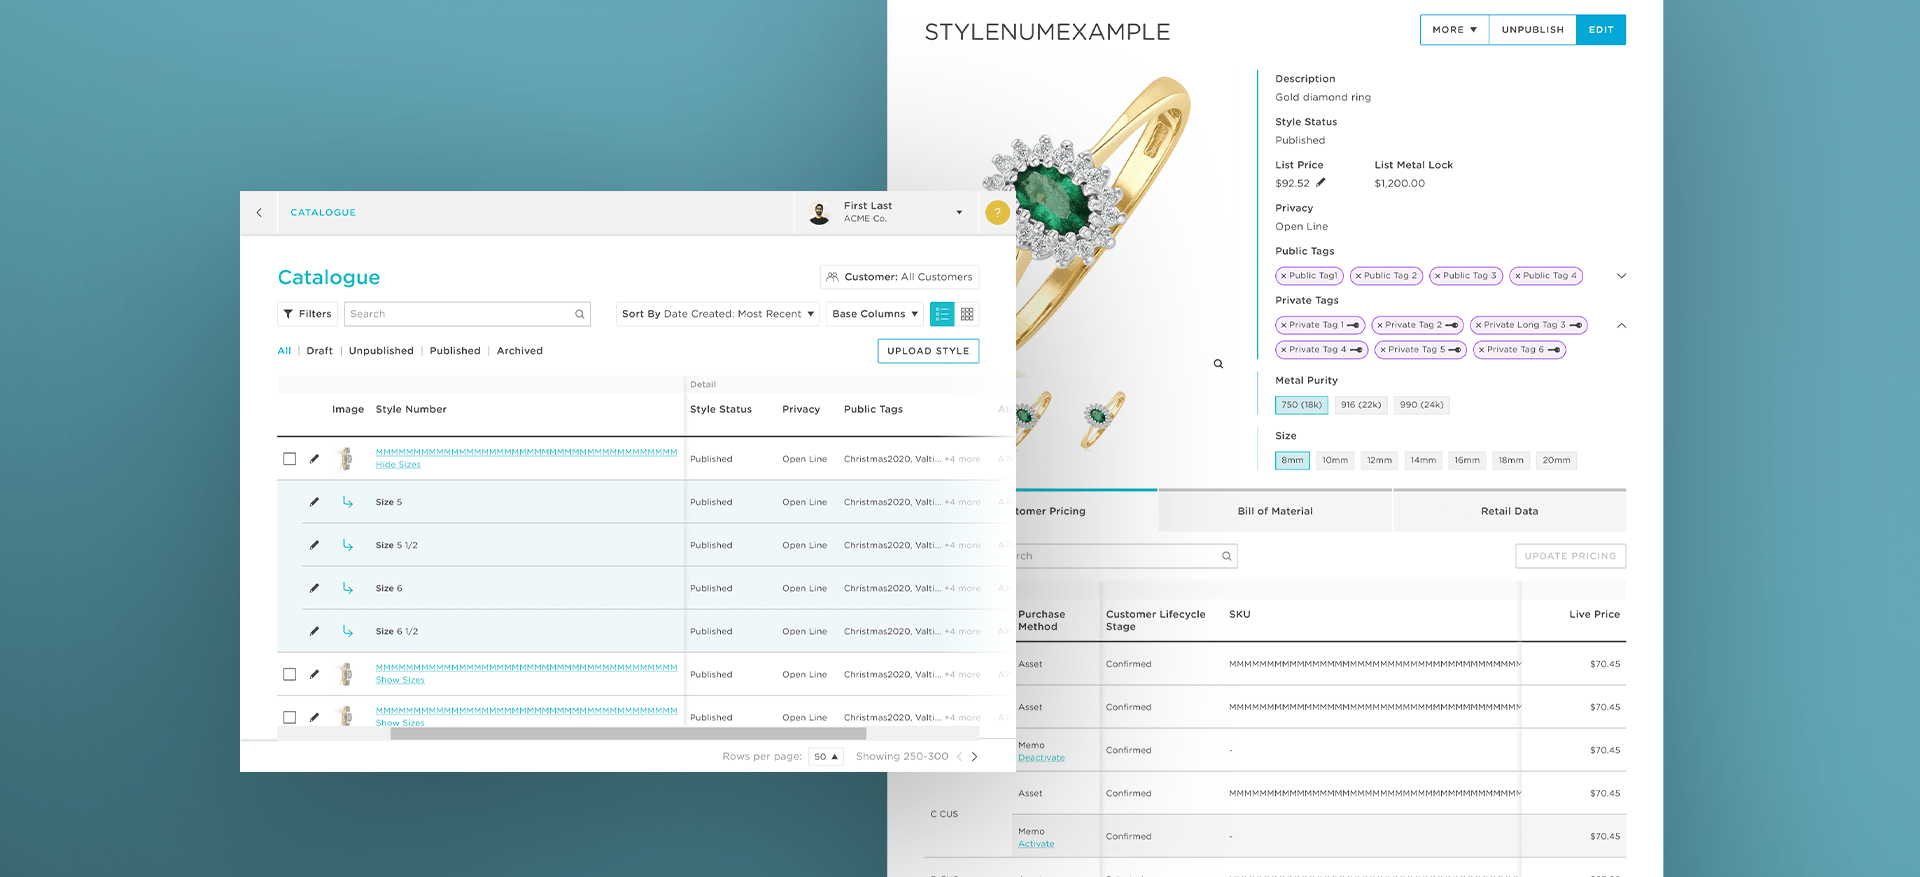 CATALOGUE
First Last
ACME Co.
?
Catalogue
Customer: All Customers
Filters
Search
Sort By Date Created: Most Recent
Base Columns
All | Draft | Unpublished | Published | Archived
UPLOAD STYLE
Detail
Image Style Number Style Status Privacy Public Tags
Hide Sizes
Published Open Line Christmas2020, Valti... +4 more
Size 5 Published Open Line Christmas2020, Valti... +4 more
Size 5 1/2 Published Open Line Christmas2020, Valti... +4 more
Size 6 Published Open Line Christmas2020, Valti... +4 more
Size 6 1/2 Published Open Line Christmas2020, Valti... +4 more
Show Sizes
Published Open Line Christmas2020, Valti... +4 more
Show Sizes
Published Open Line Christmas2020, Valti... +4 more
Rows per page: 50 Showing 250-300
STYLENUMEXAMPLE
MORE UNPUBLISH EDIT
Description
Gold diamond ring
Style Status
Published
List Price List Metal Lock
$92.52 $1,200.00
Privacy
Open Line
Public Tags
× Public Tag1 × Public Tag 2 × Public Tag 3 × Public Tag 4
Private Tags
× Private Tag 1 × Private Tag 2 × Private Long Tag 3
× Private Tag 4 × Private Tag 5 × Private Tag 6
Metal Purity
750 (18k) 916 (22k) 990 (24k)
Size
8mm 10mm 12mm 14mm 16mm 18mm 20mm
tomer Pricing Bill of Material Retail Data
rch
UPDATE PRICING
Purchase Method Customer Lifecycle Stage SKU Live Price
Asset Confirmed $70.45
Asset Confirmed $70.45
Memo Confirmed - $70.45
Deactivate
Asset Confirmed $70.45
C CUS
Memo Confirmed - $70.45
Activate